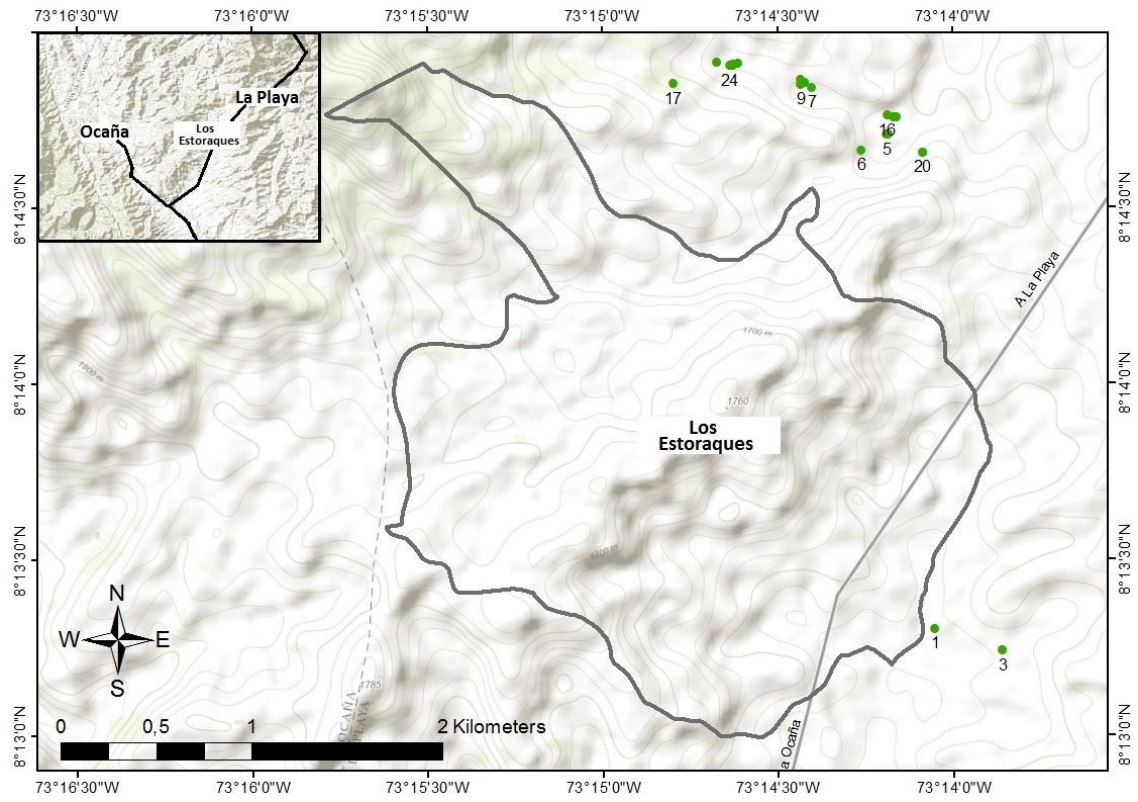 73°16'30"W 73°16'0"W 73°15'30"W 73°15'0"W 73°14'30"W 73°14'0"W
La Playa
Ocaña
Los
Estoraques
17
24
9
7
16
5
6
20
8°14'30"N
8°14'30"N
A La Playa
1700 m
1800 m
8°14'0"N
8°14'0"N
1760
Los
Estoraques
1700 m
8°13'30"N
8°13'30"N
N
W E
S
1
3
1785
OCAÑA
PLAYA
a Ocaña
0 0,5 1 2 Kilometers
8°13'0"N
8°13'0"N
73°16'30"W 73°16'0"W 73°15'30"W 73°15'0"W 73°14'30"W 73°14'0"W